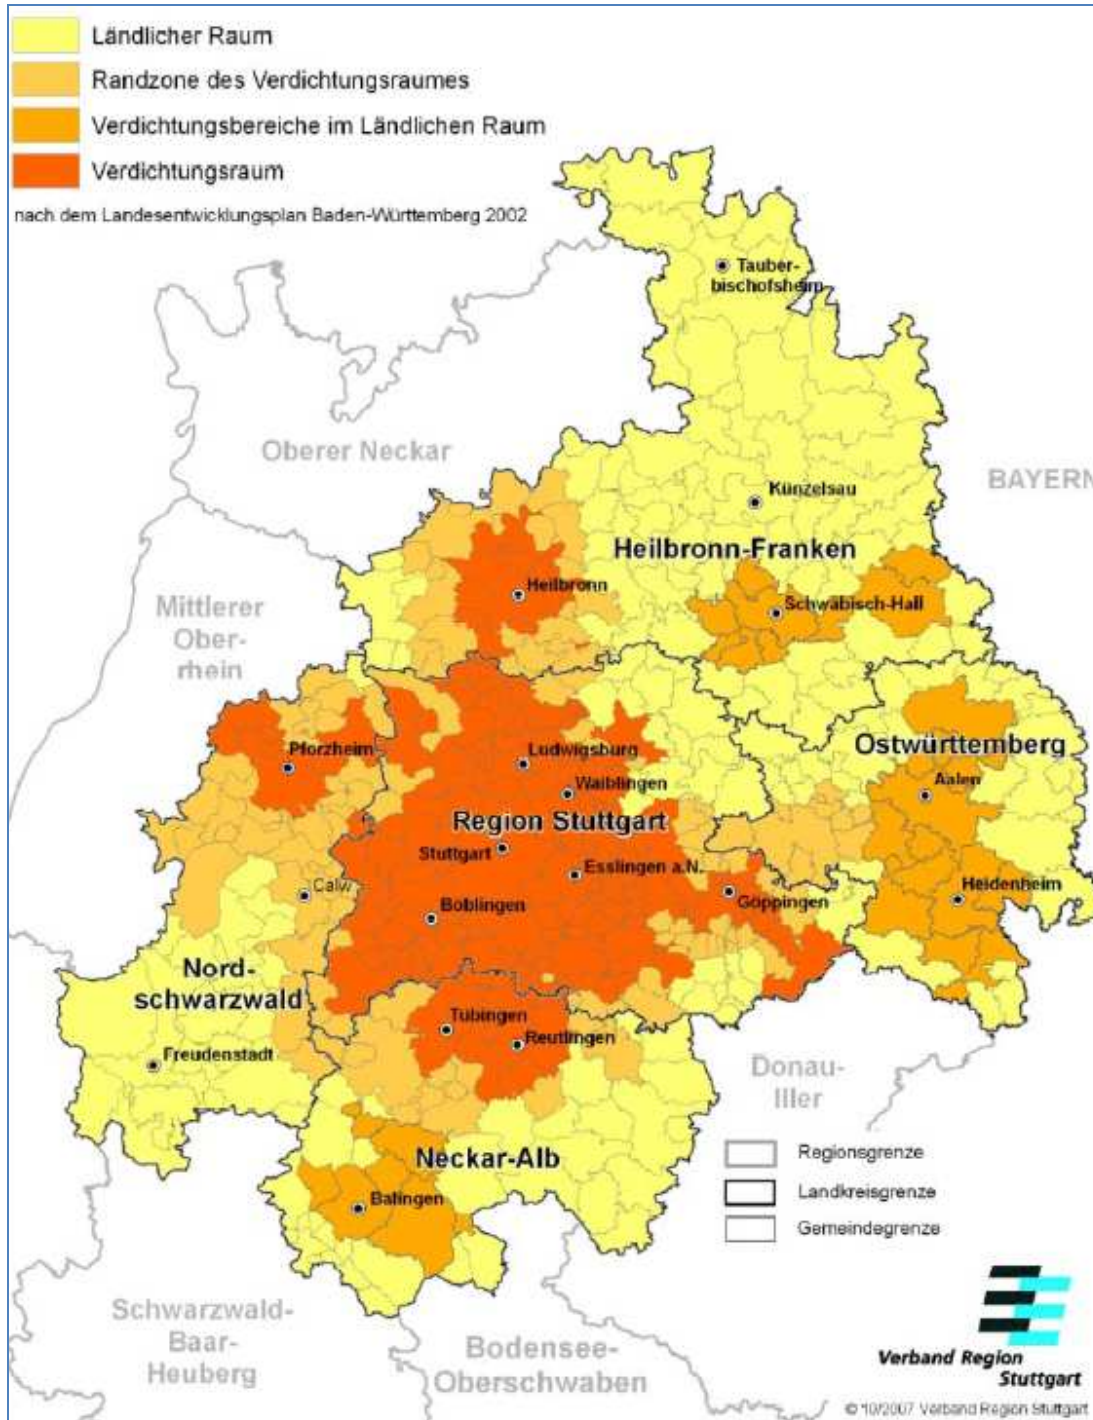 Ländlicher Raum
Randzone des Verdichtungsraumes
Verdichtungsbereiche im Ländlichen Raum
Verdichtungsraum
nach dem Landesentwicklungsplan Baden-Württemberg 2002
Tauber-
bischofsheim
Oberer Neckar
BAYERN
Künzelsau
Heilbronn-Franken
Heilbronn
Schwäbisch-Hall
Mittlerer
Ober-
rhein
Pforzheim
Ludwigsburg
Ostwürttemberg
Aalen
Waiblingen
Region Stuttgart
Stuttgart
Esslingen a.N.
Calw
Göppingen
Heidenheim
Böblingen
Nord-
schwarzwald
Tübingen
Reutlingen
Freudenstadt
Donau-
Iller
Neckar-Alb
Balingen
Regionsgrenze
Landkreisgrenze
Gemeindegrenze
Schwarzwald-
Baar-
Heuberg
Bodensee-
Oberschwaben
Verband Region
Stuttgart
© 10/2007 Verband Region Stuttgart